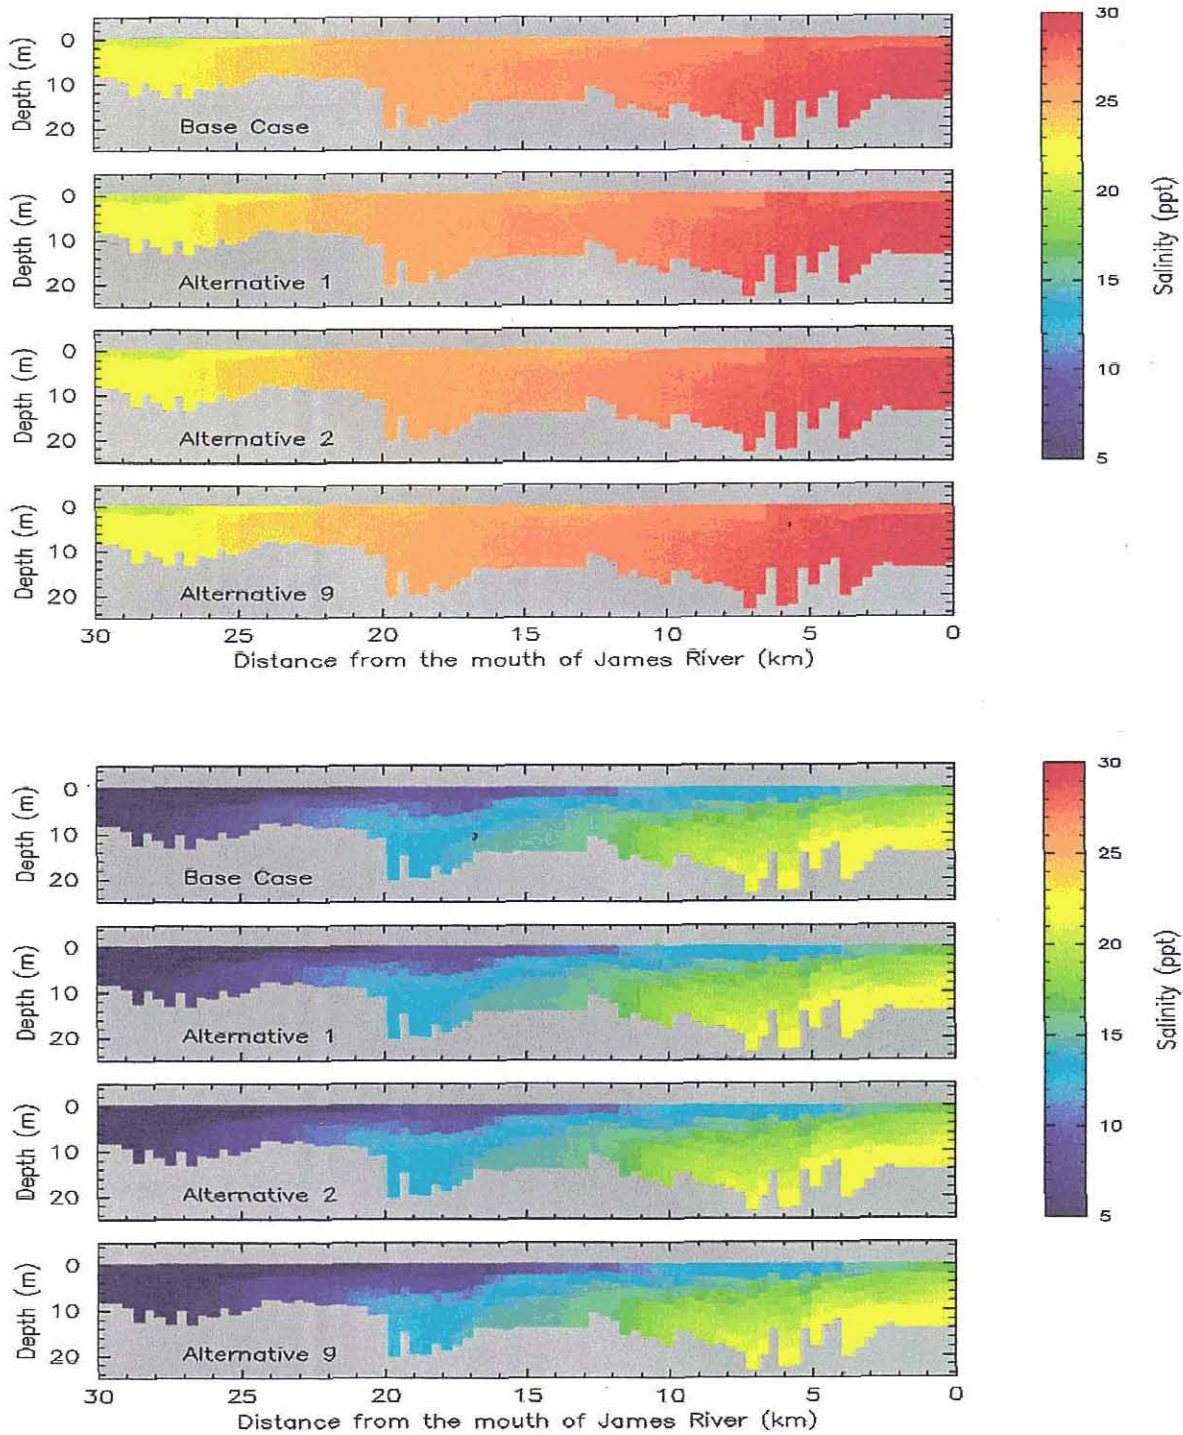 Depth (m)
0
10
20
Base Case
Depth (m)
0
10
20
Alternative 1
Depth (m)
0
10
20
Alternative 2
Depth (m)
0
10
20
Alternative 9
30 25 20 15 10 5 0
Distance from the mouth of James River (km)
30
25
20
15
10
5
Salinity (ppt)
Depth (m)
0
10
20
Base Case
Depth (m)
0
10
20
Alternative 1
Depth (m)
0
10
20
Alternative 2
Depth (m)
0
10
20
Alternative 9
30 25 20 15 10 5 0
Distance from the mouth of James River (km)
30
25
20
15
10
5
Salinity (ppt)